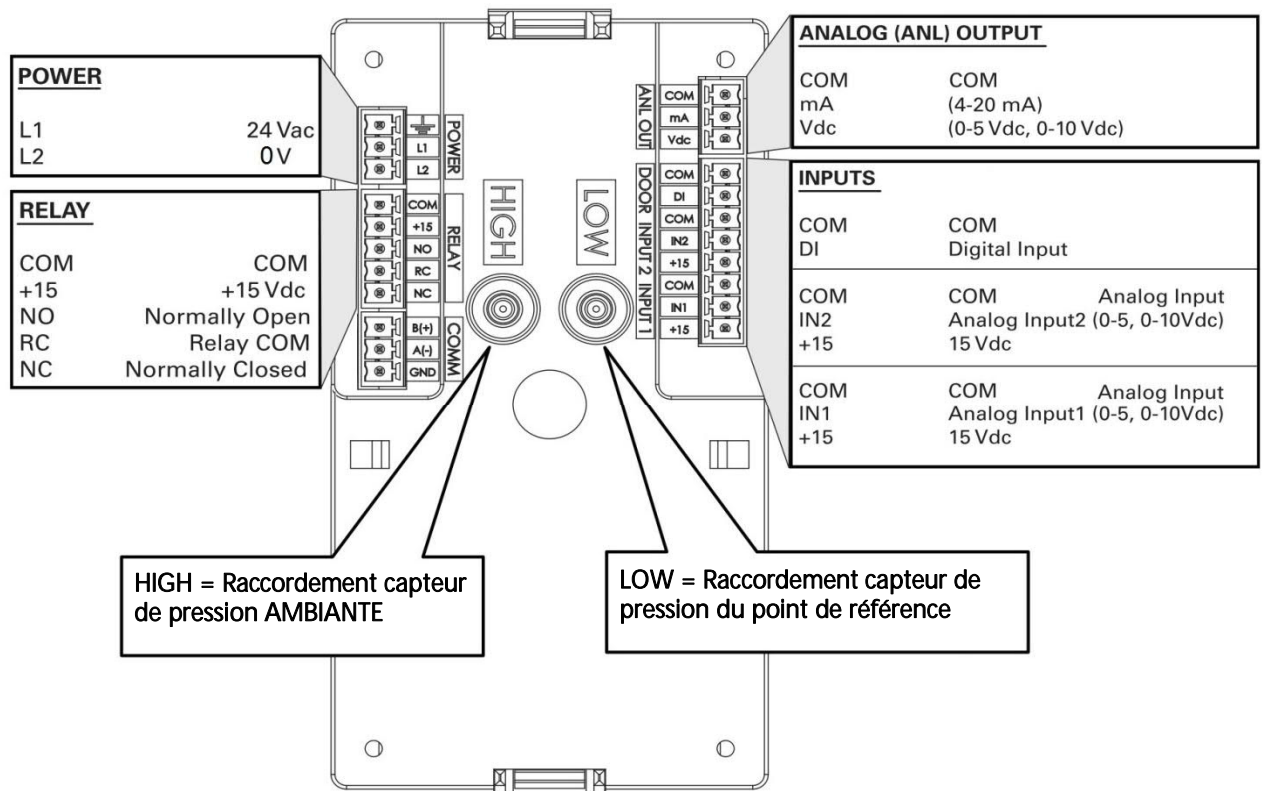 POWER
L1 24 Vac
L2 0 V
RELAY
COM COM
+15 +15 Vdc
NO Normally Open
RC Relay COM
NC Normally Closed
L1
L2
POWER
COM
+15
NO
RC
NC
RELAY
B(+)
A(-)
GND
COMM
HIGH
LOW
ANL OUT
COM
mA
Vdc
DOOR INPUT 2 INPUT 1
COM
DI
COM
IN2
+15
COM
IN1
+15
ANALOG (ANL) OUTPUT
COM COM
mA (4-20 mA)
Vdc (0-5 Vdc, 0-10 Vdc)
INPUTS
COM COM
DI Digital Input
COM COM Analog Input
IN2 Analog Input2 (0-5, 0-10Vdc)
+15 15 Vdc
COM COM Analog Input
IN1 Analog Input1 (0-5, 0-10Vdc)
+15 15 Vdc
HIGH = Raccordement capteur
de pression AMBIANTE
LOW = Raccordement capteur de
pression du point de référence